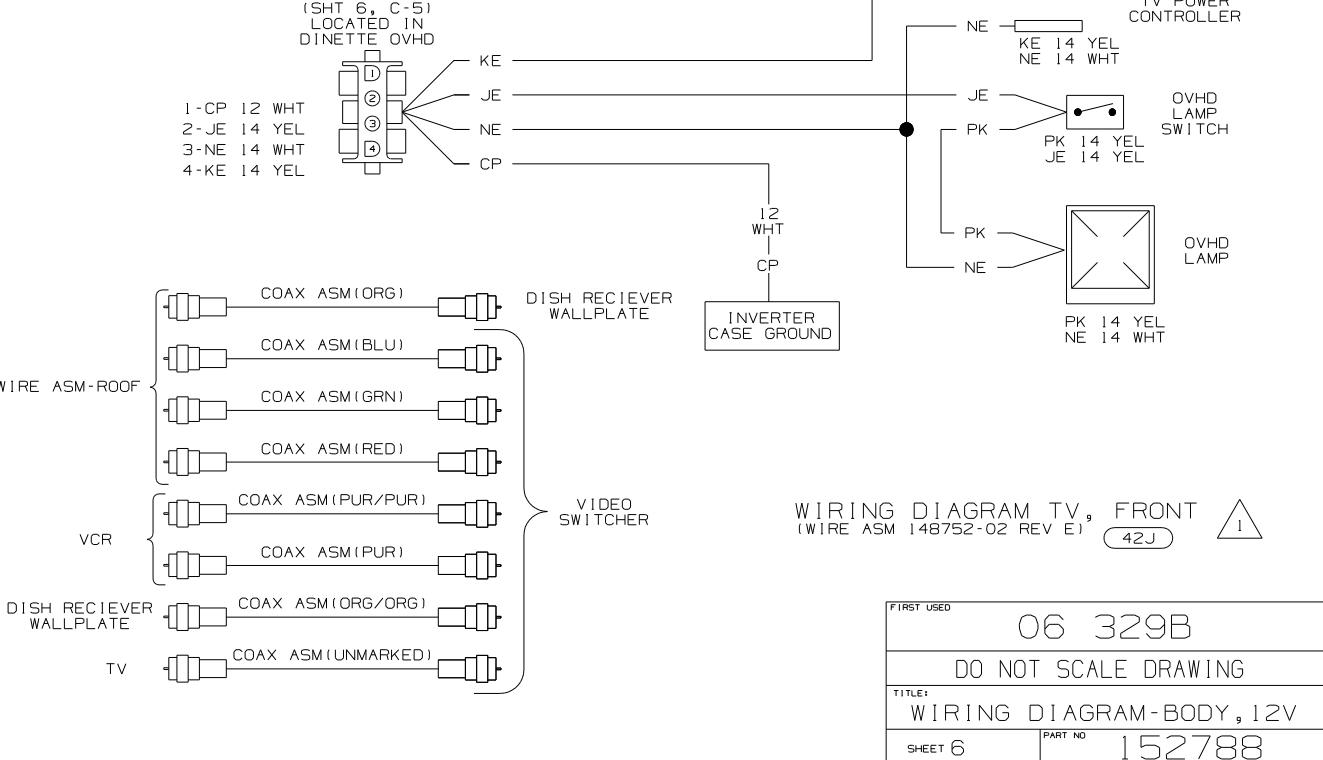 (SHT 6, C-5)
LOCATED IN
DINETTE OVHD
1
2
3
4
1-CP 12 WHT
2-JE 14 YEL
3-NE 14 WHT
4-KE 14 YEL
KE
JE
NE
CP
12
WHT
CP
INVERTER
CASE GROUND
TV POWER
CONTROLLER
NE
KE 14 YEL
NE 14 WHT
JE
PK
PK 14 YEL
JE 14 YEL
OVHD
LAMP
SWITCH
PK
NE
OVHD
LAMP
PK 14 YEL
NE 14 WHT
WIRE ASM-ROOF
COAX ASM(ORG)
DISH RECIEVER
WALLPLATE
COAX ASM(BLU)
COAX ASM(GRN)
COAX ASM(RED)
VCR
COAX ASM(PUR/PUR)
COAX ASM(PUR)
DISH RECIEVER
WALLPLATE
COAX ASM(ORG/ORG)
TV
COAX ASM(UNMARKED)
VIDEO
SWITCHER
WIRING DIAGRAM TV, FRONT
(WIRE ASM 148752-02 REV E)
42J
1
FIRST USED
06 329B
DO NOT SCALE DRAWING
TITLE:
WIRING DIAGRAM-BODY,12V
SHEET 6
PART NO
152788